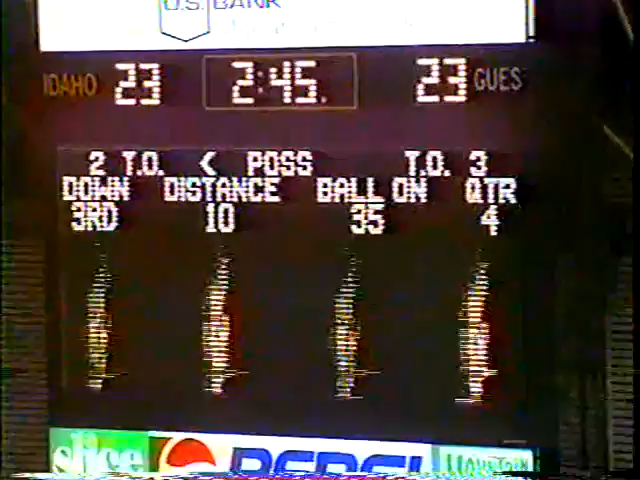 U.S. BANK
IDAHO 23 2:45. 23 GUES
2 T.O. < POSS T.O. 3
DOWN DISTANCE BALL ON QTR
3RD 10 35 4
slice PEPSI MOUNTAIN